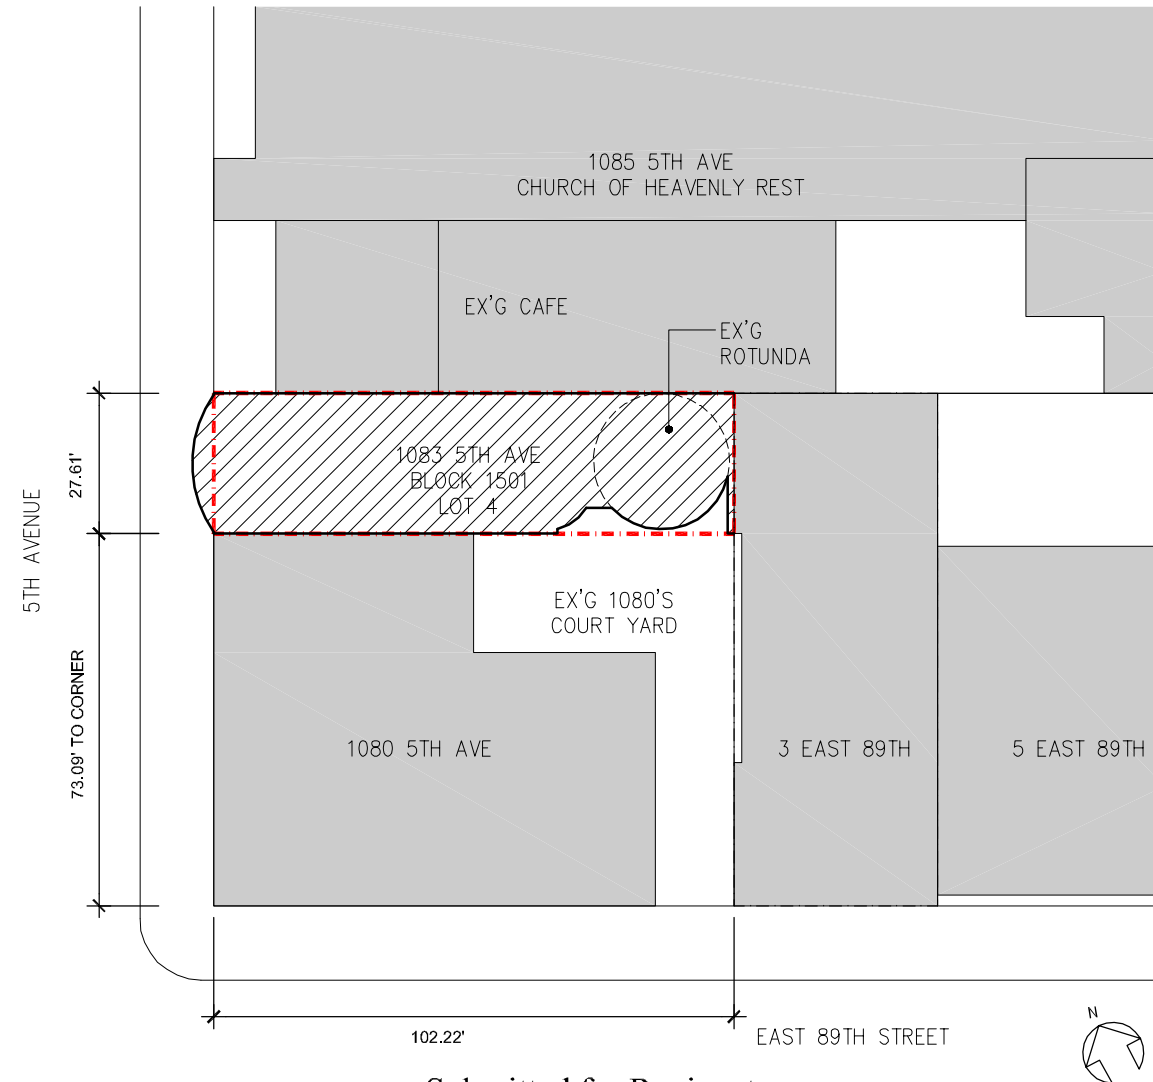 1085 5TH AVE
CHURCH OF HEAVENLY REST
EX'G CAFE
EX'G
ROTUNDA
1083 5TH AVE
BLOCK 1501
LOT 4
27.61'
5TH AVENUE
EX'G 1080'S
COURT YARD
73.09' TO CORNER
1080 5TH AVE
3 EAST 89TH
5 EAST 89TH
N
102.22'
EAST 89TH STREET